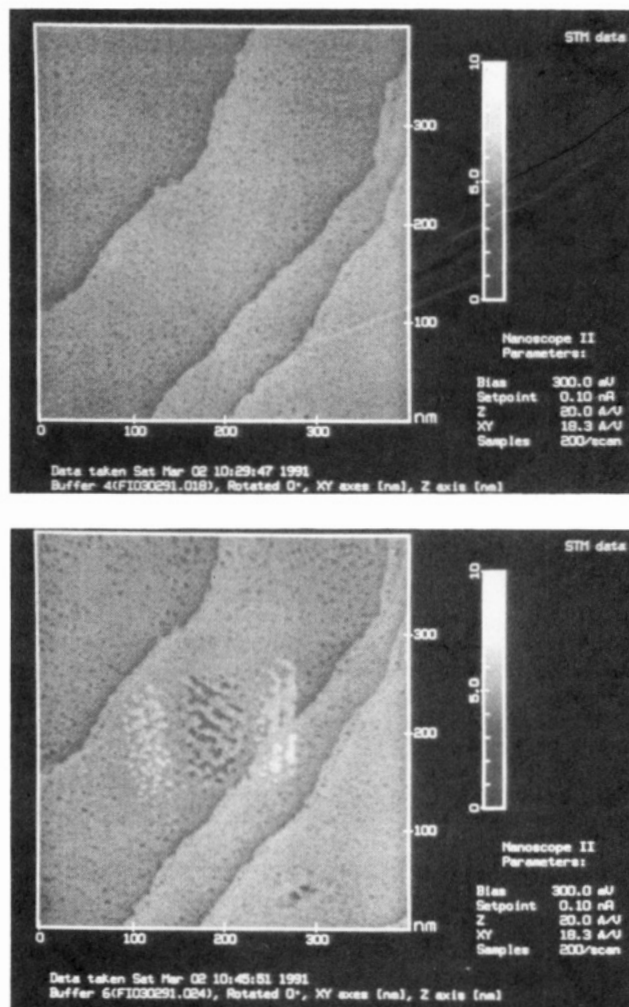 STM data
10
5.0
0
300
200
100
nm
0 100 200 300
Nanoscope II
Parameters:
Bias 300.0 mV
Setpoint 0.10 nA
Z 20.0 Å/V
XY 18.3 Å/V
Samples 200/scan
Data taken Sat Mar 02 10:29:47 1991
Buffer 4(FI030291.018), Rotated 0°, XY axes [nm], Z axis [nm]
STM data
10
5.0
0
300
200
100
nm
0 100 200 300
Nanoscope II
Parameters:
Bias 300.0 mV
Setpoint 0.10 nA
Z 20.0 Å/V
XY 18.3 Å/V
Samples 200/scan
Data taken Sat Mar 02 10:45:51 1991
Buffer 6(FI030291.024), Rotated 0°, XY axes [nm], Z axis [nm]